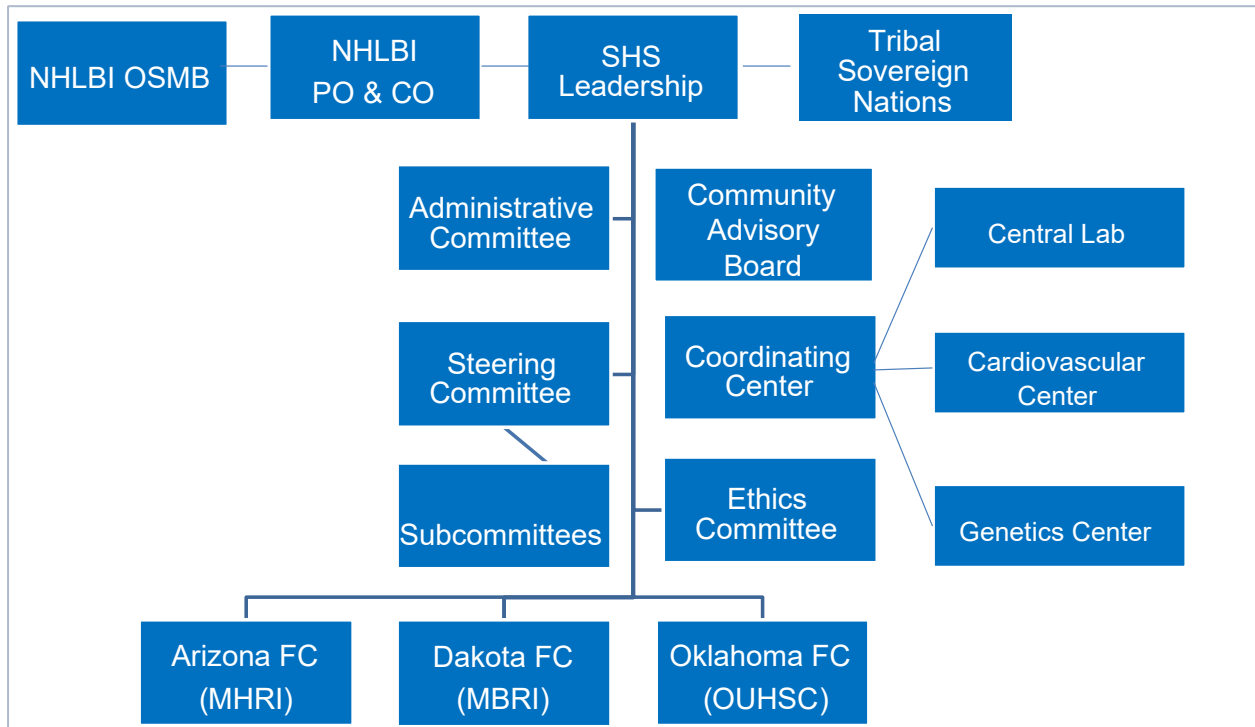 NHLBI OSMB
NHLBI
PO & CO
SHS
Leadership
Tribal
Sovereign
Nations
Administrative
Committee
Community
Advisory
Board
Central Lab
Steering
Committee
Coordinating
Center
Cardiovascular
Center
Subcommittees
Ethics
Committee
Genetics Center
Arizona FC
(MHRI)
Dakota FC
(MBRI)
Oklahoma FC
(OUHSC)